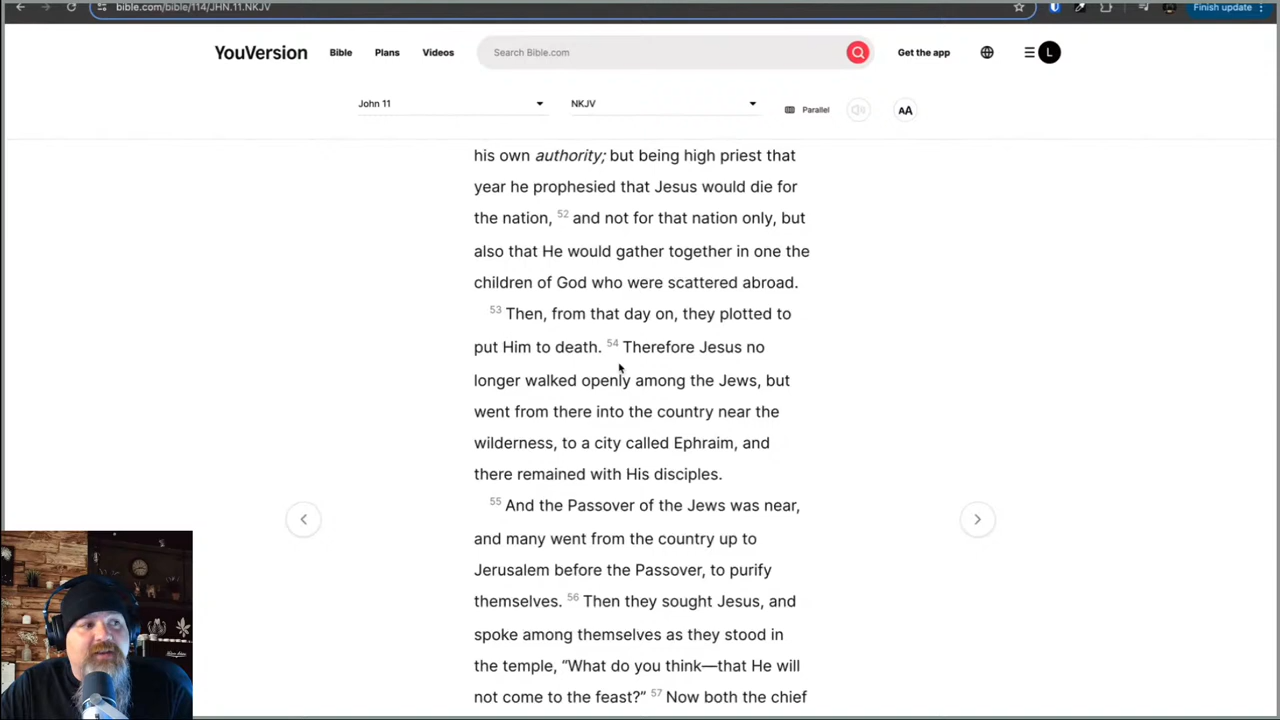 bible.com/bible/114/JHN.11.NKJV
Finish update
YouVersion Bible Plans Videos Search Bible.com Get the app L
John 11 NKJV Parallel AA
his own authority; but being high priest that
year he prophesied that Jesus would die for
the nation, 52 and not for that nation only, but
also that He would gather together in one the
children of God who were scattered abroad.
53 Then, from that day on, they plotted to
put Him to death. 54 Therefore Jesus no
longer walked openly among the Jews, but
went from there into the country near the
wilderness, to a city called Ephraim, and
there remained with His disciples.
55 And the Passover of the Jews was near,
and many went from the country up to
Jerusalem before the Passover, to purify
themselves. 56 Then they sought Jesus, and
spoke among themselves as they stood in
the temple, “What do you think—that He will
not come to the feast?” 57 Now both the chief